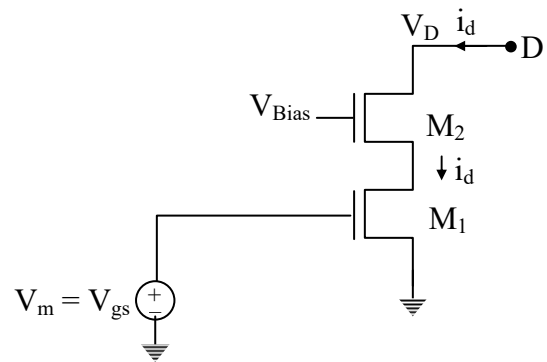 V_D i_d
D
V_Bias
M_2
i_d
M_1
V_m = V_gs
+
−